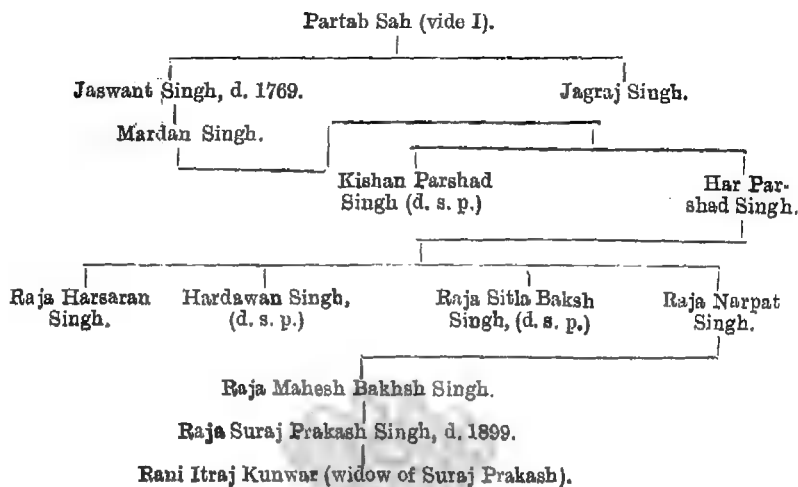 Partab Sah (vide I).
Jaswant Singh, d. 1769. Jagraj Singh.
Mardan Singh.
Kishan Parshad Har Par-
Singh (d. s. p.) shad Singh.
Raja Harsaran Hardawan Singh, Raja Sitla Baksh Raja Narpat
Singh. (d. s. p.) Singh, (d. s. p.) Singh.
Raja Mahesh Bakhsh Singh.
Raja Suraj Prakash Singh, d. 1899.
Rani Itraj Kunwar (widow of Suraj Prakash).